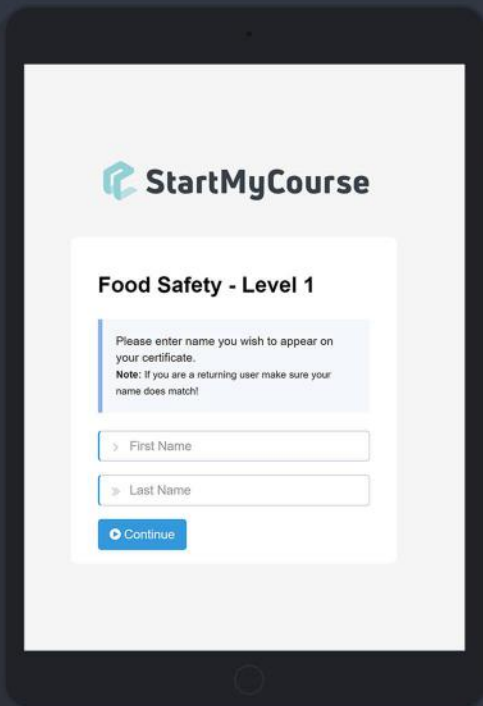 StartMyCourse
Food Safety - Level 1
Please enter name you wish to appear on
your certificate.
Note: If you are a returning user make sure your
name does match!
First Name
Last Name
Continue